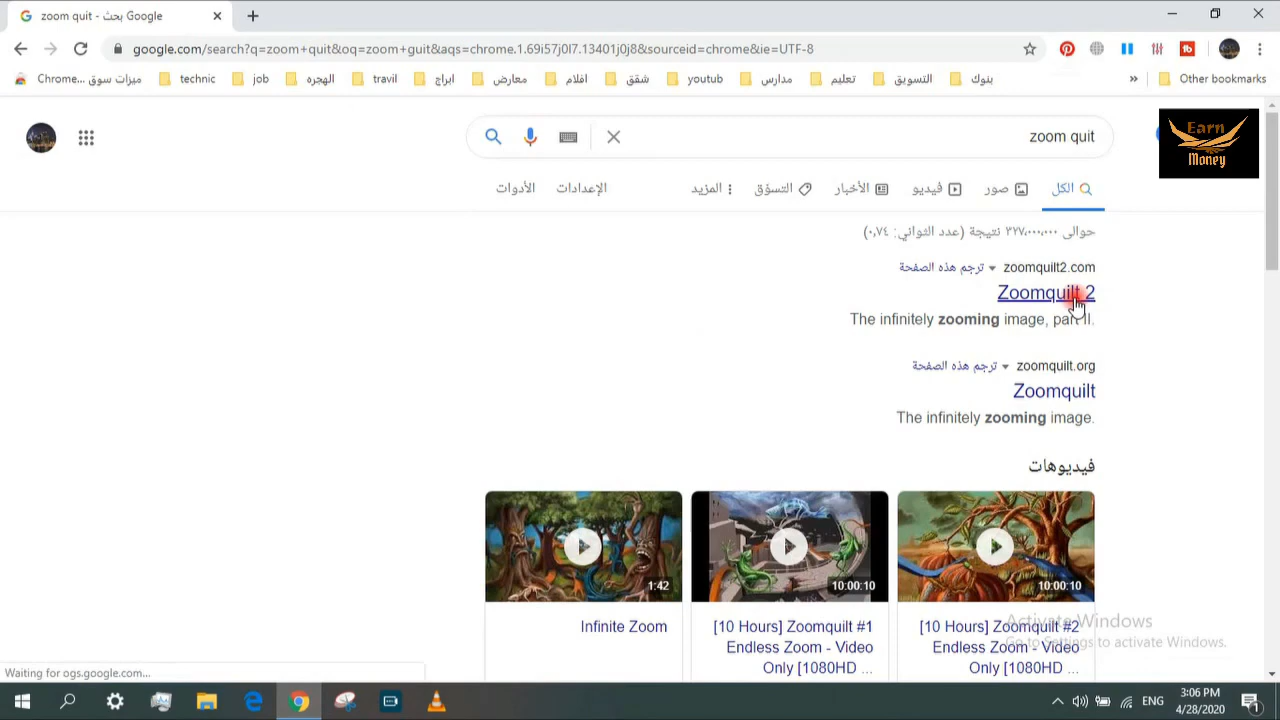 zoom quit - بحث Google
google.com/search?q=zoom+quit&oq=zoom+guit&aqs=chrome.1.69i57j0l7.13401j0j8&sourceid=chrome&ie=UTF-8
ميزات سوق Chrome...
technic
job
الهجره
travil
ابراج
معارض
افلام
شقق
youtub
مدارس
التسويق
تعليم
بنوك
»
Other bookmarks
zoom quit
Earn
Money
الكل
صور
فيديو
الأخبار
التسوّق
المزيد
الإعدادات
الأدوات
حوالى ٣٢٧,٠٠٠,٠٠٠ نتيجة (عدد الثواني: ٠,٧٤)
zoomquilt2.com ▼ ترجم هذه الصفحة
Zoomquilt 2
The infinitely zooming image, part II.
zoomquilt.org ▼ ترجم هذه الصفحة
Zoomquilt
The infinitely zooming image.
فيديوهات
1:42
10:00:10
10:00:10
Infinite Zoom
[10 Hours] Zoomquilt #1
Endless Zoom - Video
Only [1080HD ...
[10 Hours] Zoomquilt #2
Endless Zoom - Video
Only [1080HD ...
Activate Windows
Go to Settings to activate Windows.
Waiting for ogs.google.com...
ENG
3:06 PM
4/28/2020
1